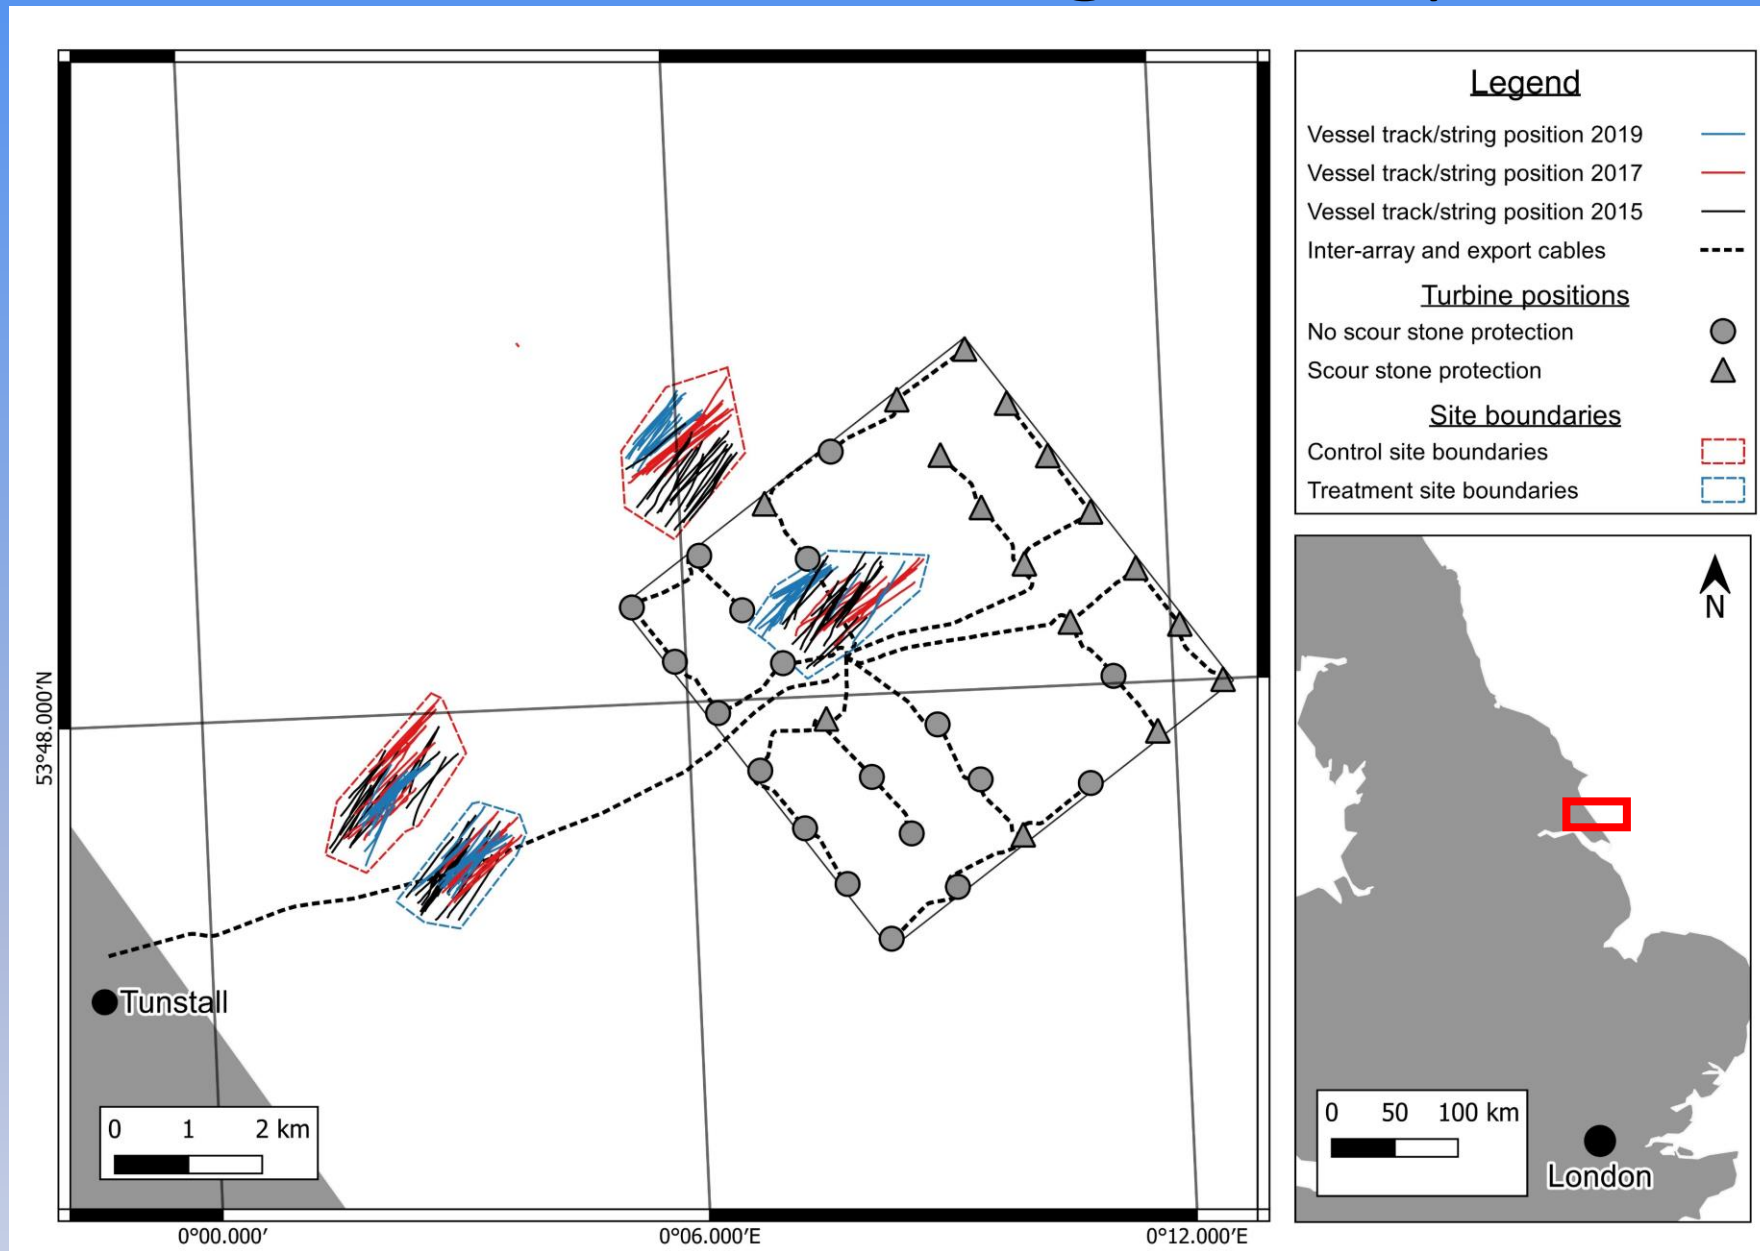 Legend
Vessel track/string position 2019
Vessel track/string position 2017
Vessel track/string position 2015
Inter-array and export cables
Turbine positions
No scour stone protection
Scour stone protection
Site boundaries
Control site boundaries
Treatment site boundaries
53°48.000'N
Tunstall
0 1 2 km
0°00.000'
0°06.000'E
0°12.000'E
N
0 50 100 km
London